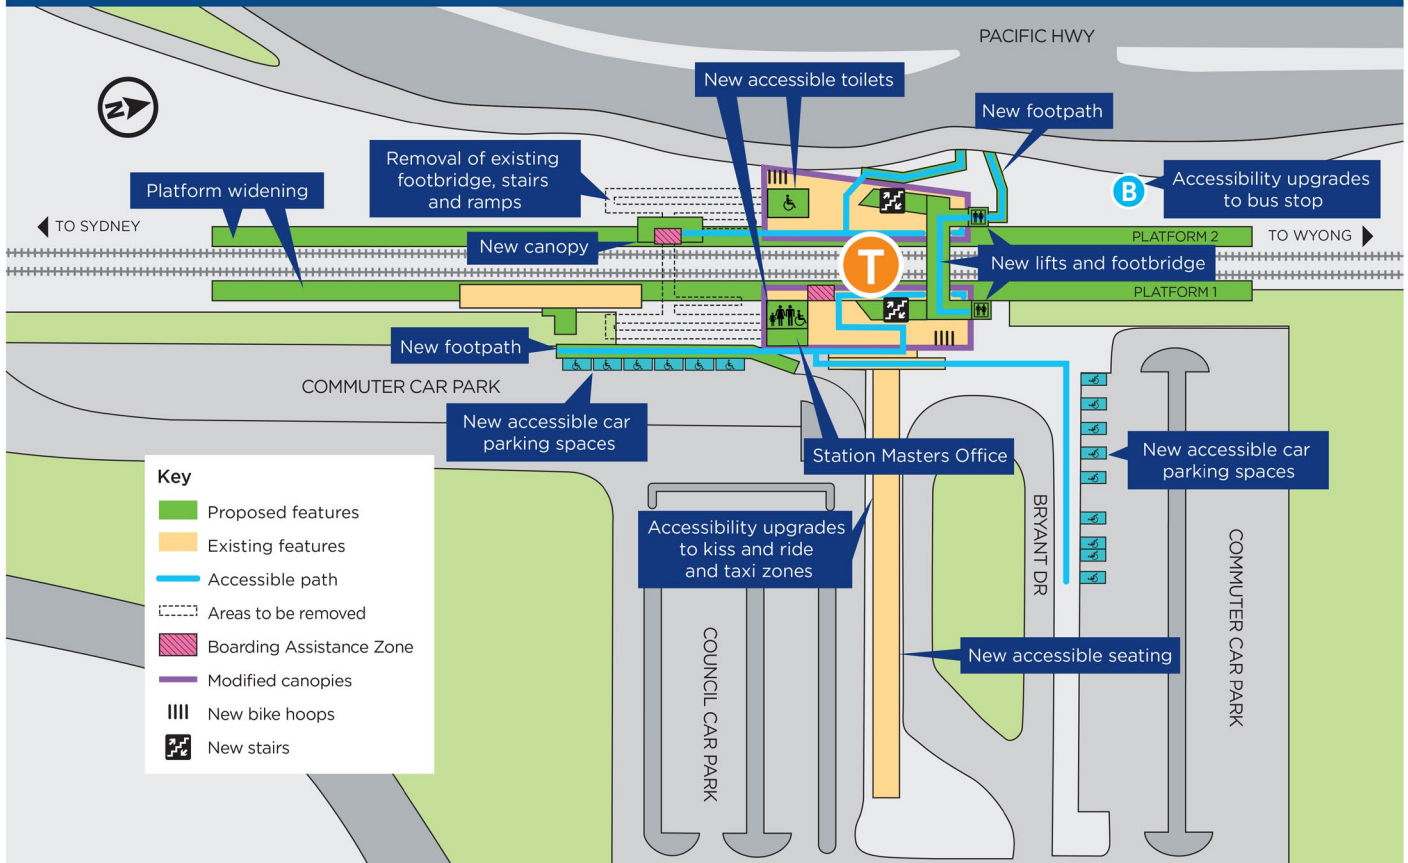 PACIFIC HWY
New accessible toilets
New footpath
N
Removal of existing
footbridge, stairs
and ramps
Platform widening
Accessibility upgrades
to bus stop
B
TO SYDNEY
New canopy
PLATFORM 2
TO WYONG
T
New lifts and footbridge
PLATFORM 1
New footpath
COMMUTER CAR PARK
New accessible car
parking spaces
Station Masters Office
New accessible car
parking spaces
Key
Proposed features
Existing features
Accessible path
Areas to be removed
Boarding Assistance Zone
Modified canopies
New bike hoops
New stairs
Accessibility upgrades
to kiss and ride
and taxi zones
BRYANT DR
COMMUTER CAR PARK
COUNCIL CAR PARK
New accessible seating